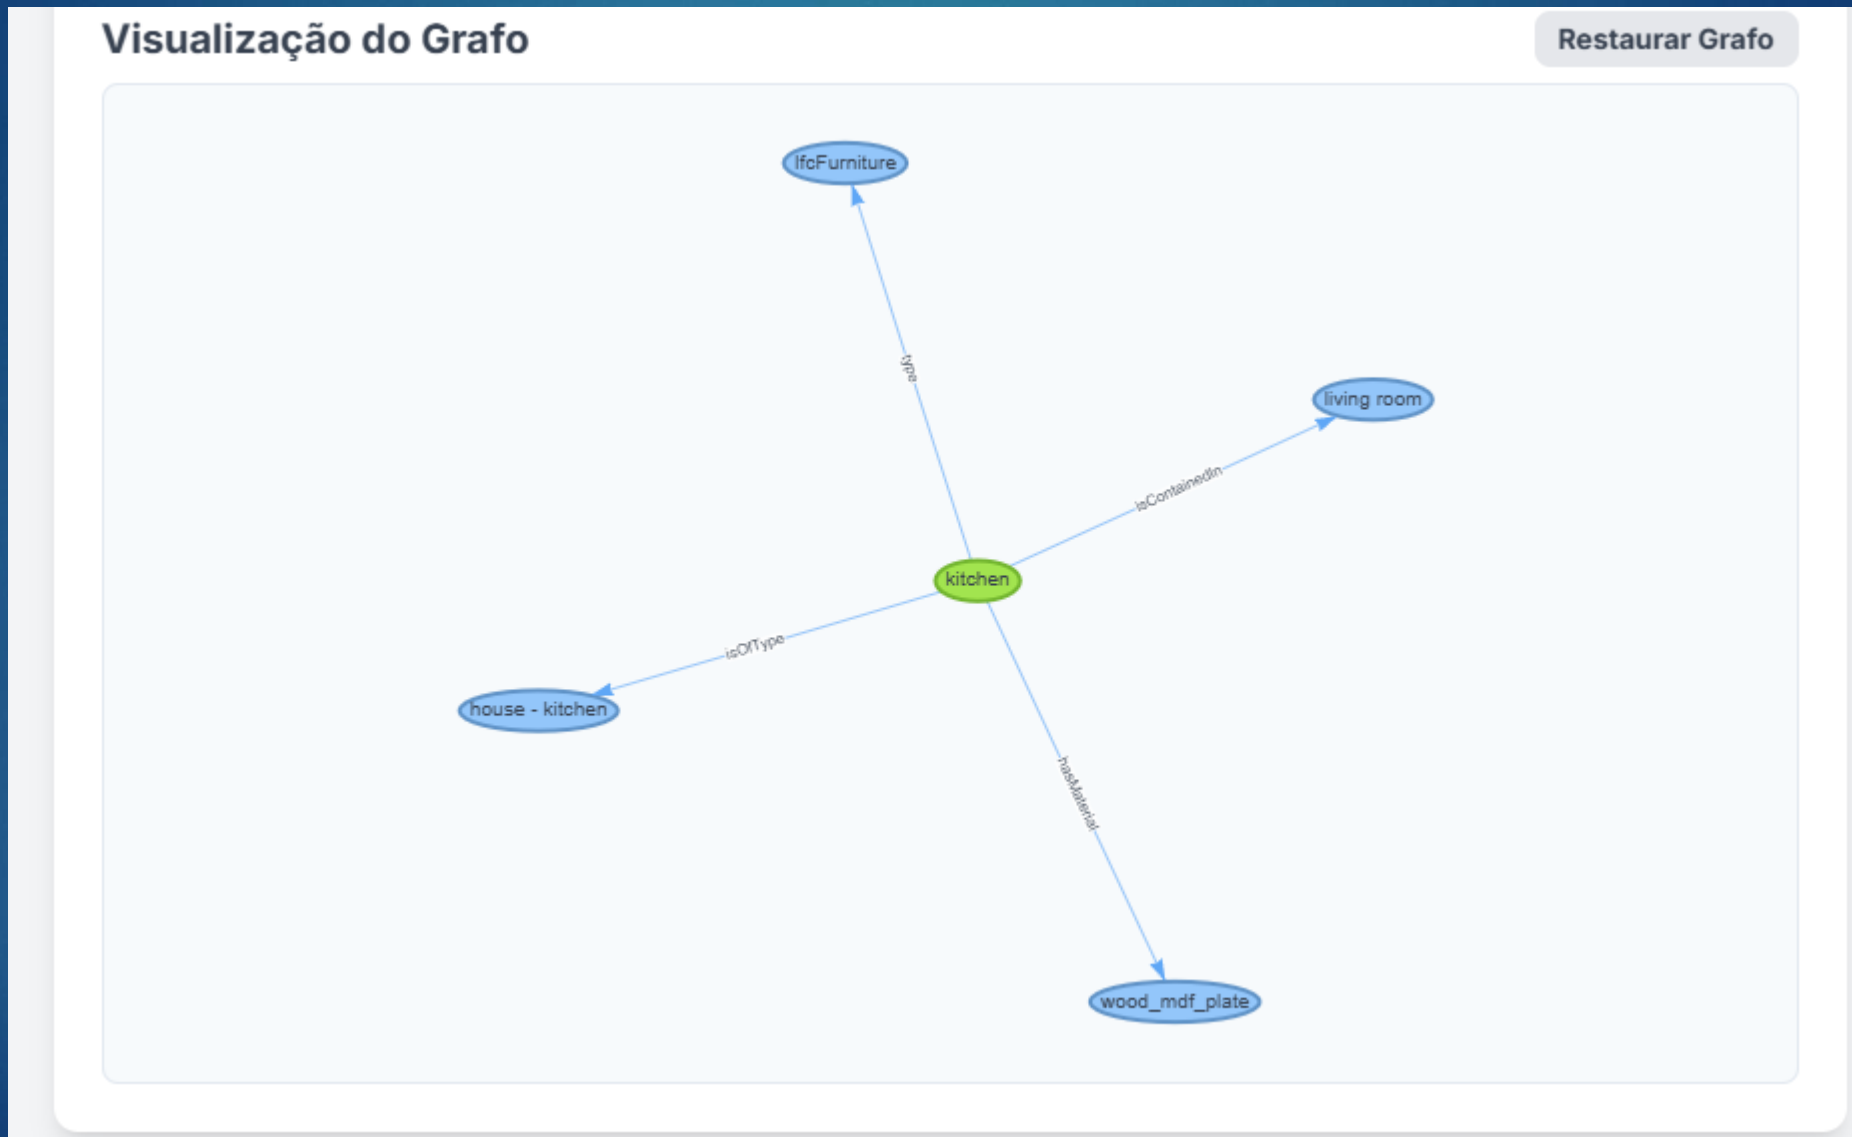 Visualização do Grafo
Restaurar Grafo
IfcFurniture
type
living room
isContainedIn
kitchen
isOfType
house - kitchen
hasMaterial
wood_mdf_plate